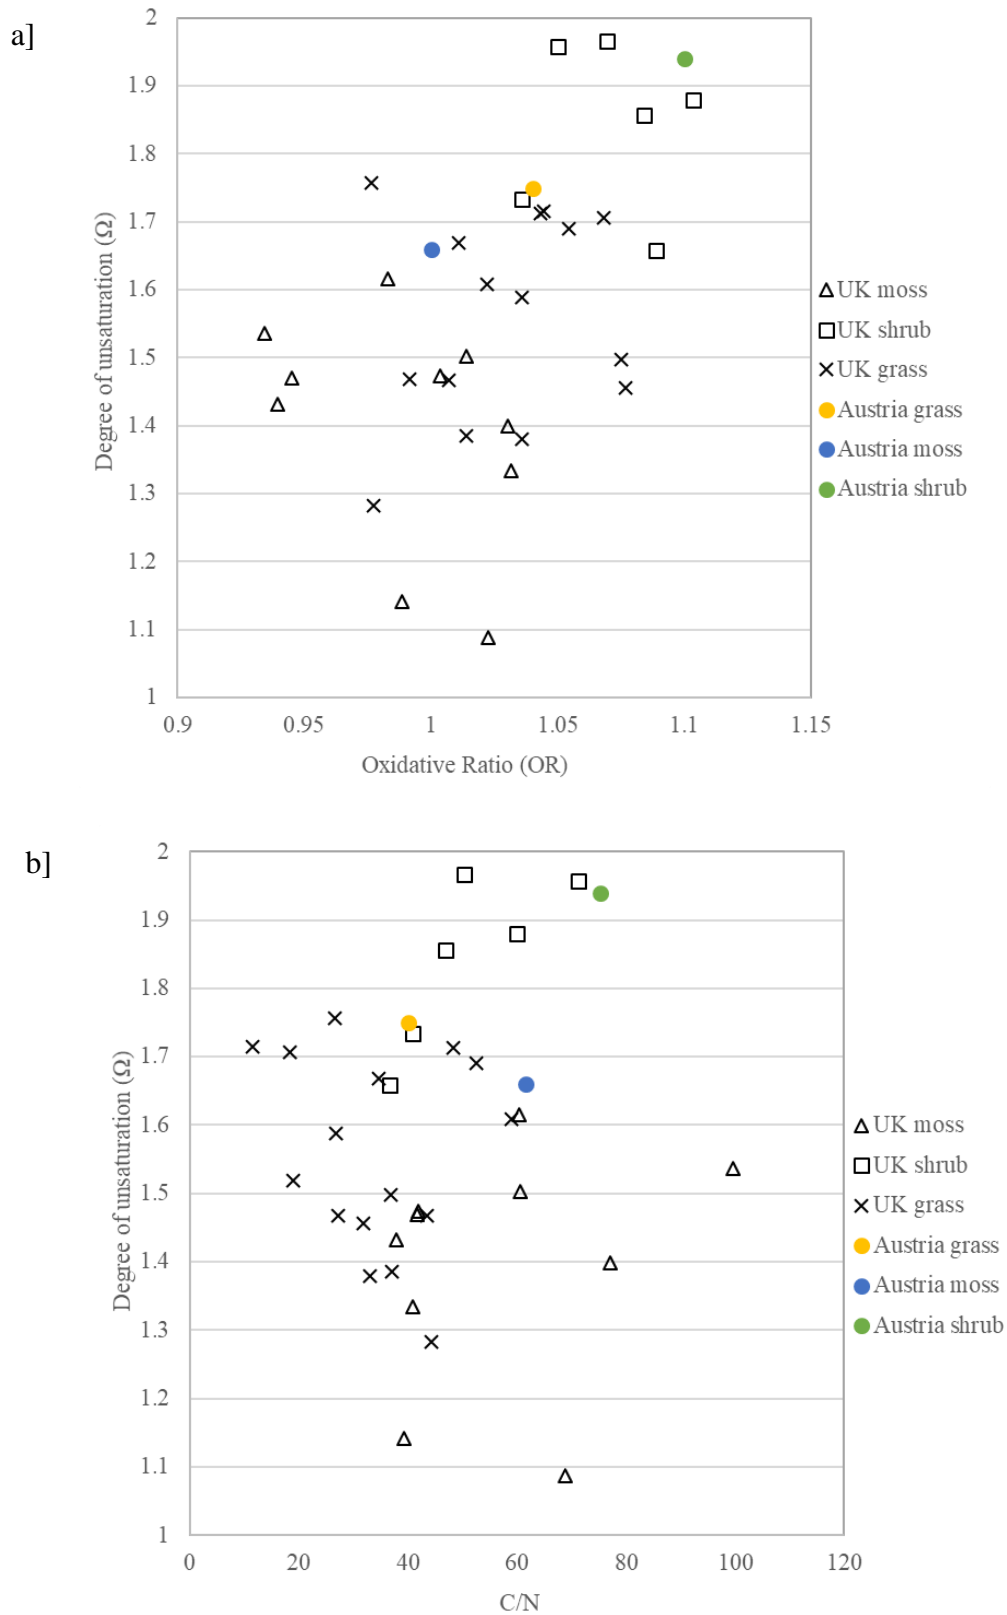 a]
2
1.9
1.8
1.7
1.6
1.5
1.4
1.3
1.2
1.1
1
Degree of unsaturation (Ω)
0.9 0.95 1 1.05 1.1 1.15
Oxidative Ratio (OR)
UK moss
UK shrub
UK grass
Austria grass
Austria moss
Austria shrub
b]
2
1.9
1.8
1.7
1.6
1.5
1.4
1.3
1.2
1.1
1
Degree of unsaturation (Ω)
0 20 40 60 80 100 120
C/N
UK moss
UK shrub
UK grass
Austria grass
Austria moss
Austria shrub